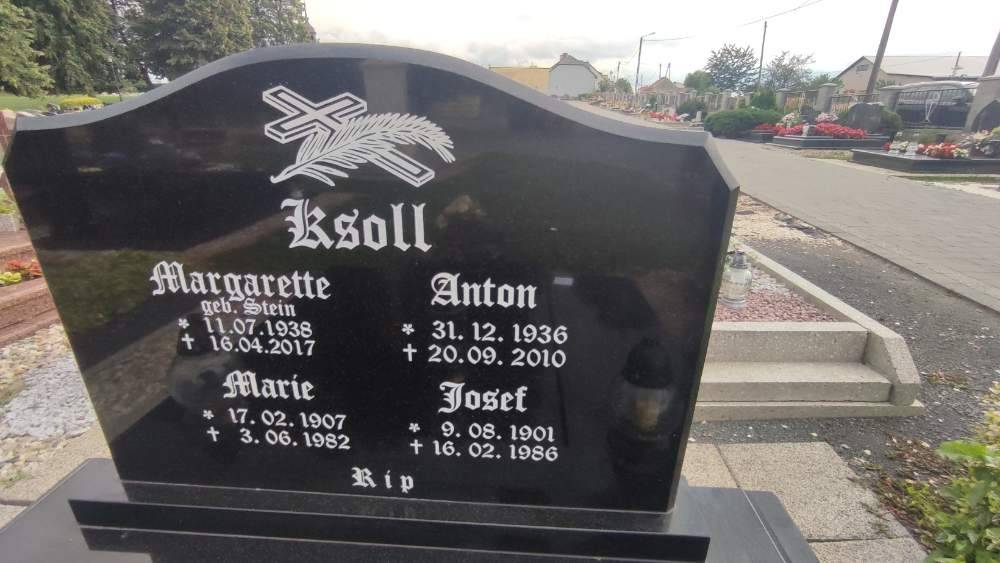 Ksoll
Margarette
geb. Stein
* 11.07.1938
† 16.04.2017
Anton
* 31. 12. 1936
† 20.09. 2010
Marie
* 17. 02. 1907
† 3. 06. 1982
Josef
* 9. 08. 1901
† 16. 02. 1986
Rip